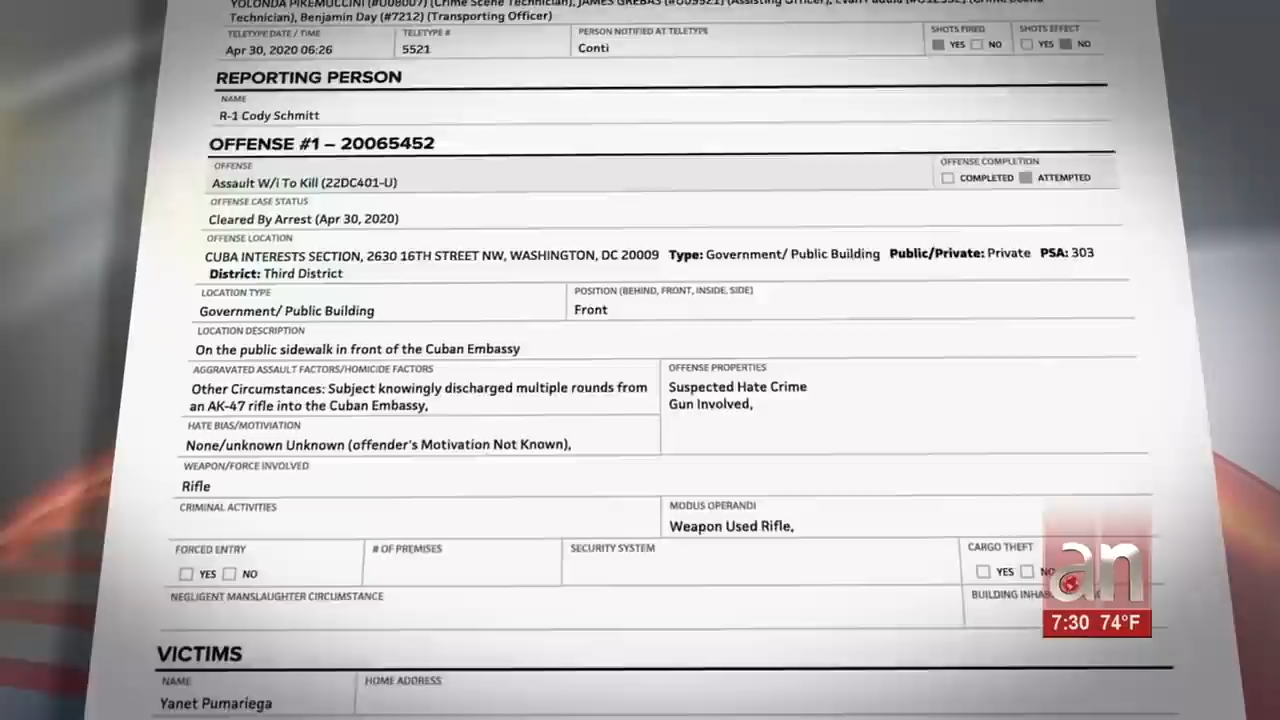 YOLONDA PIKEMUCCINI (#U08007) (Crime Scene Technician), JAMES
Technician), Benjamin Day (#7212) (Transporting Officer)
TELETYPE DATE / TIME TELETYPE # PERSON NOTIFIED AT TELETYPE SHOTS FIRED SHOTS EFFECT
Apr 30, 2020 06:26 5521 Conti YES NO YES NO
REPORTING PERSON
NAME
R-1 Cody Schmitt
OFFENSE #1 – 20065452
OFFENSE OFFENSE COMPLETION
Assault W/i To Kill (22DC401-U) COMPLETED ATTEMPTED
OFFENSE CASE STATUS
Cleared By Arrest (Apr 30, 2020)
OFFENSE LOCATION
CUBA INTERESTS SECTION, 2630 16TH STREET NW, WASHINGTON, DC 20009 Type: Government/ Public Building Public/Private: Private PSA: 303
District: Third District
LOCATION TYPE POSITION (BEHIND, FRONT, INSIDE, SIDE)
Government/ Public Building Front
LOCATION DESCRIPTION
On the public sidewalk in front of the Cuban Embassy
AGGRAVATED ASSAULT FACTORS/HOMICIDE FACTORS OFFENSE PROPERTIES
Other Circumstances: Subject knowingly discharged multiple rounds from Suspected Hate Crime
an AK-47 rifle into the Cuban Embassy, Gun Involved,
HATE BIAS/MOTIVIATION
None/unknown Unknown (offender's Motivation Not Known),
WEAPON/FORCE INVOLVED
Rifle
CRIMINAL ACTIVITIES MODUS OPERANDI
Weapon Used Rifle,
FORCED ENTRY # OF PREMISES SECURITY SYSTEM CARGO THEFT
YES NO YES NO
NEGLIGENT MANSLAUGHTER CIRCUMSTANCE BUILDING
an
7:30 74°F
VICTIMS
NAME HOME ADDRESS
Yanet Pumariega